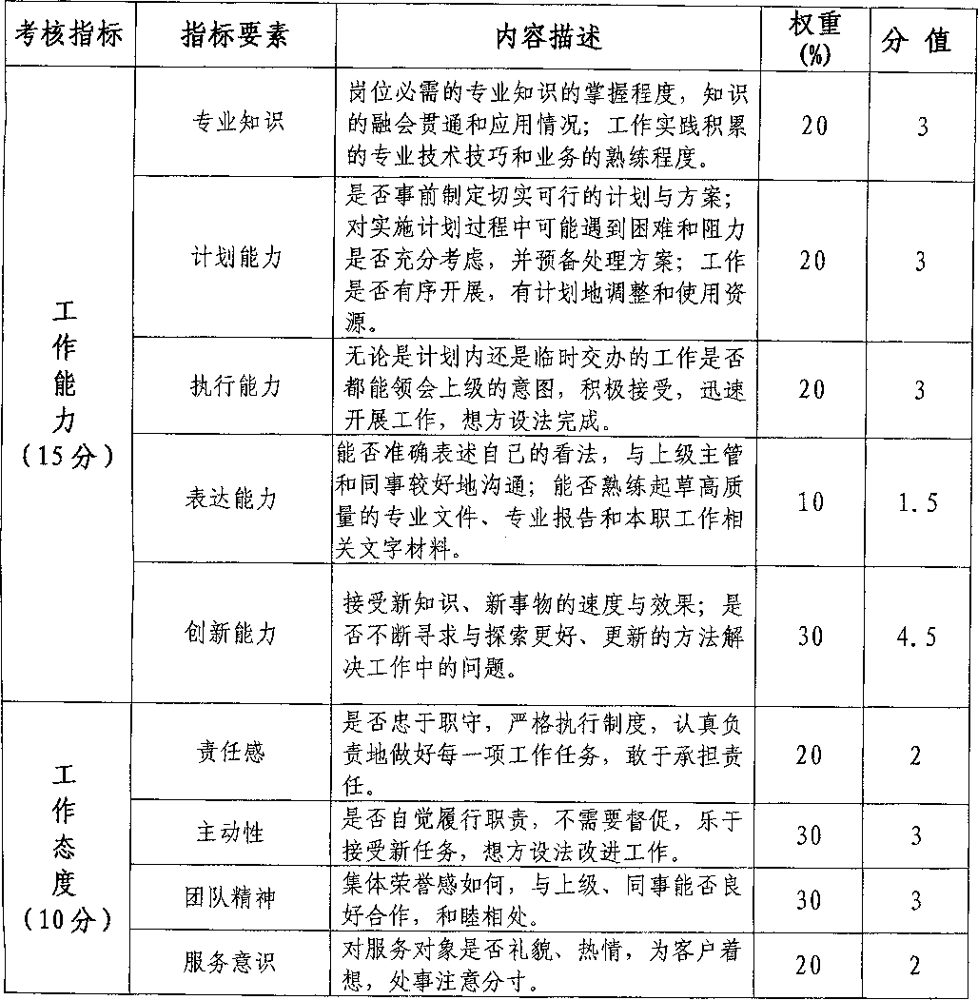 考核指标 指标要素 内容描述 权重(%) 分 值
工作能力(15分)
专业知识
岗位必需的专业知识的掌握程度，知识
的融会贯通和应用情况；工作实践积累
的专业技术技巧和业务的熟练程度。
20 3
计划能力
是否事前制定切实可行的计划与方案；
对实施计划过程中可能遇到困难和阻力
是否充分考虑，并预备处理方案；工作
是否有序开展，有计划地调整和使用资
源。
20 3
执行能力
无论是计划内还是临时交办的工作是否
都能领会上级的意图，积极接受，迅速
开展工作，想方设法完成。
20 3
表达能力
能否准确表述自已的看法，与上级主管
和同事较好地沟通；能否熟练起草高质
量的专业文件、专业报告和本职工作相
关文字材料。
10 1.5
创新能力
接受新知识、新事物的速度与效果；是
否不断寻求与探索更好、更新的方法解
决工作中的问题。
30 4.5
工作态度(10分)
责任感
是否忠于职守，严格执行制度，认真负
责地做好每一项工作任务，敢于承担责
任。
20 2
主动性
是否自觉履行职责，不需要督促，乐于
接受新任务，想方设法改进工作。
30 3
团队精神
集体荣誉感如何，与上级、同事能否良
好合作，和睦相处。
30 3
服务意识
对服务对象是否礼貌、热情，为客户着
想，处事注意分寸。
20 2